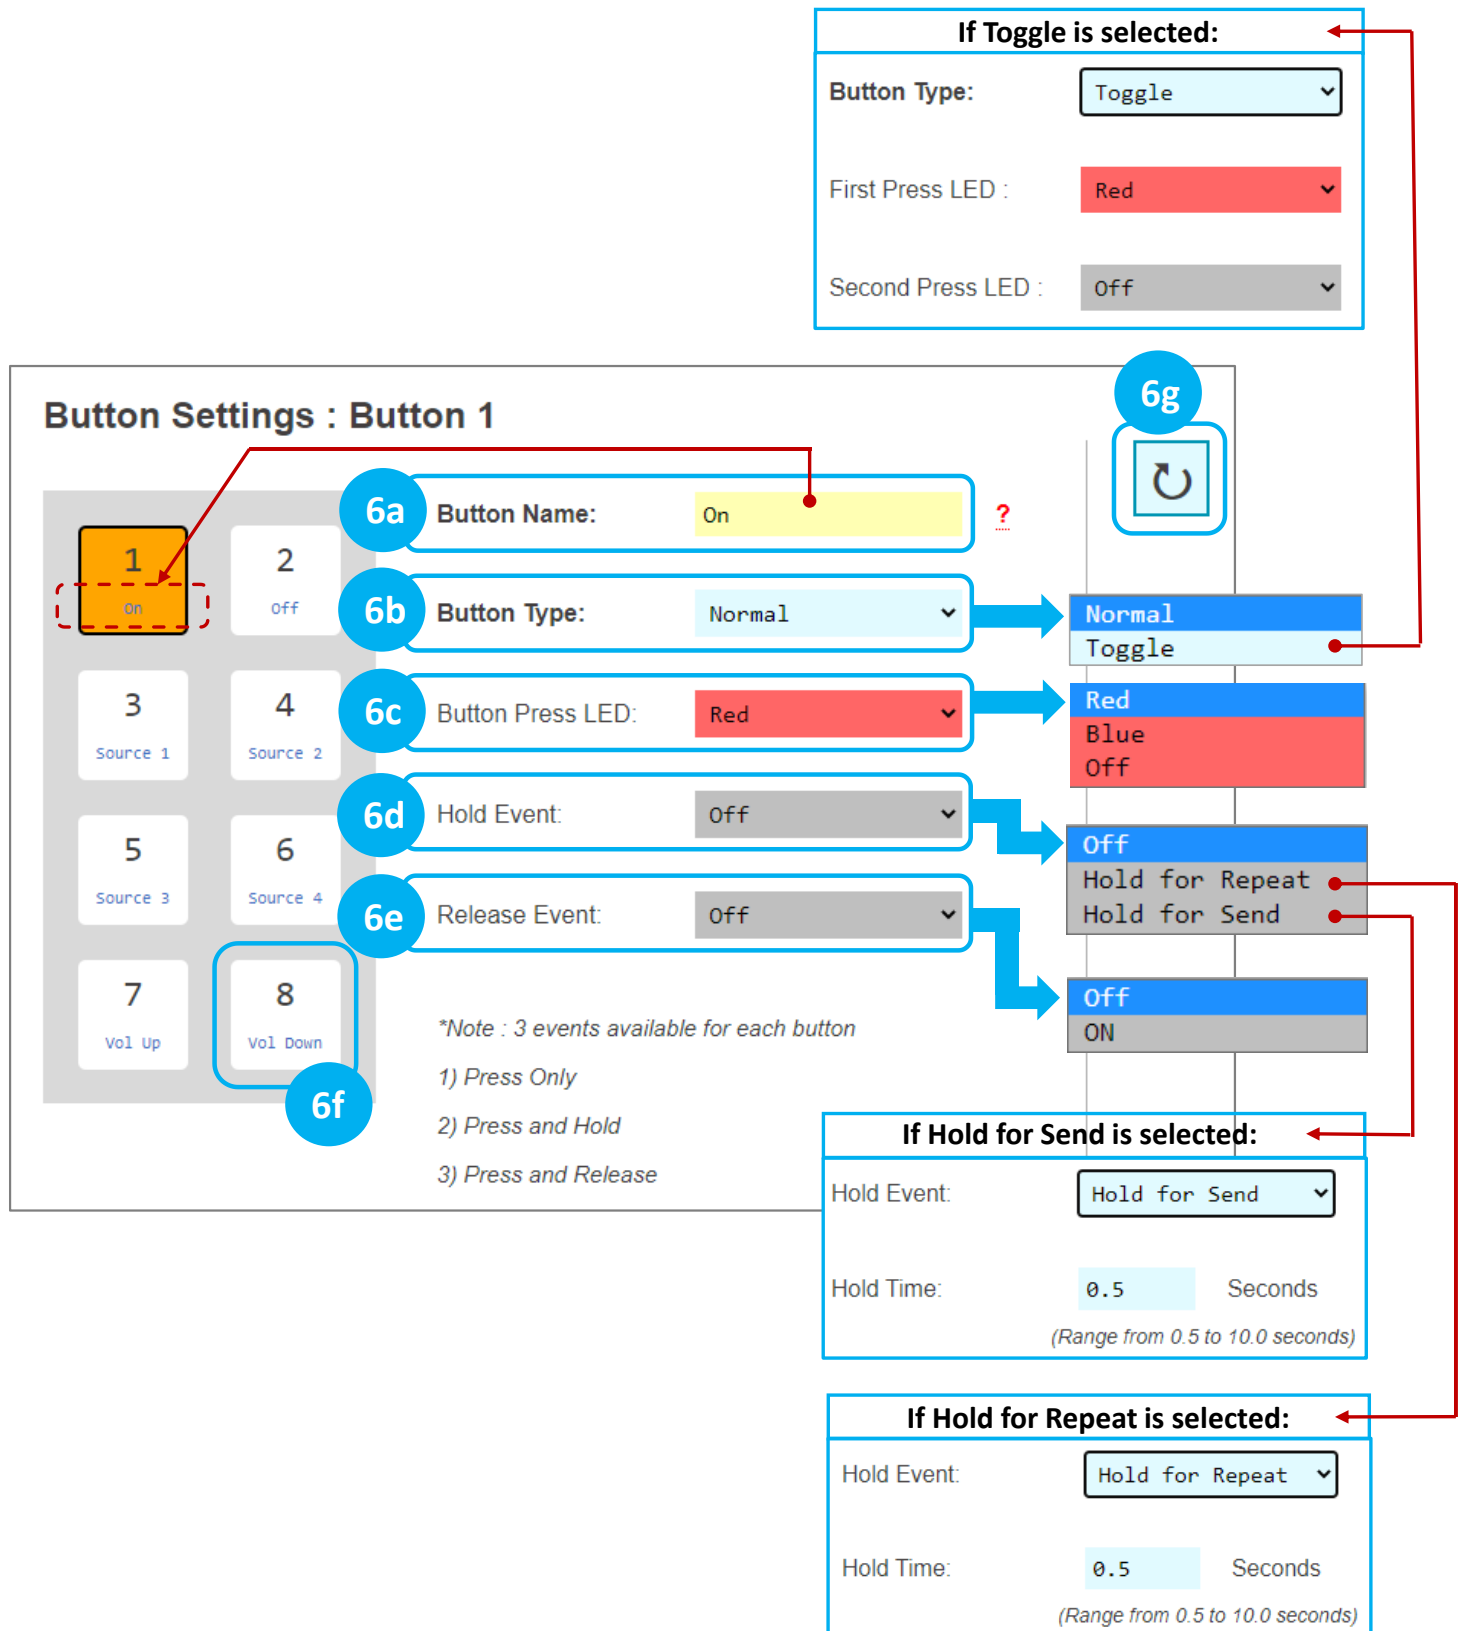 If Toggle is selected:
Button Type: Toggle
First Press LED : Red
Second Press LED : Off
6g
Button Settings : Button 1
6a Button Name: On ?
1 On
2 Off
6b Button Type: Normal
Normal
Toggle
3 Source 1
4 Source 2
6c Button Press LED: Red
Red
Blue
Off
6d Hold Event: Off
Off
Hold for Repeat
Hold for Send
5 Source 3
6 Source 4
6e Release Event: Off
Off
ON
7 Vol Up
8 Vol Down
6f
*Note : 3 events available for each button
1) Press Only
2) Press and Hold
3) Press and Release
If Hold for Send is selected:
Hold Event: Hold for Send
Hold Time: 0.5 Seconds
(Range from 0.5 to 10.0 seconds)
If Hold for Repeat is selected:
Hold Event: Hold for Repeat
Hold Time: 0.5 Seconds
(Range from 0.5 to 10.0 seconds)